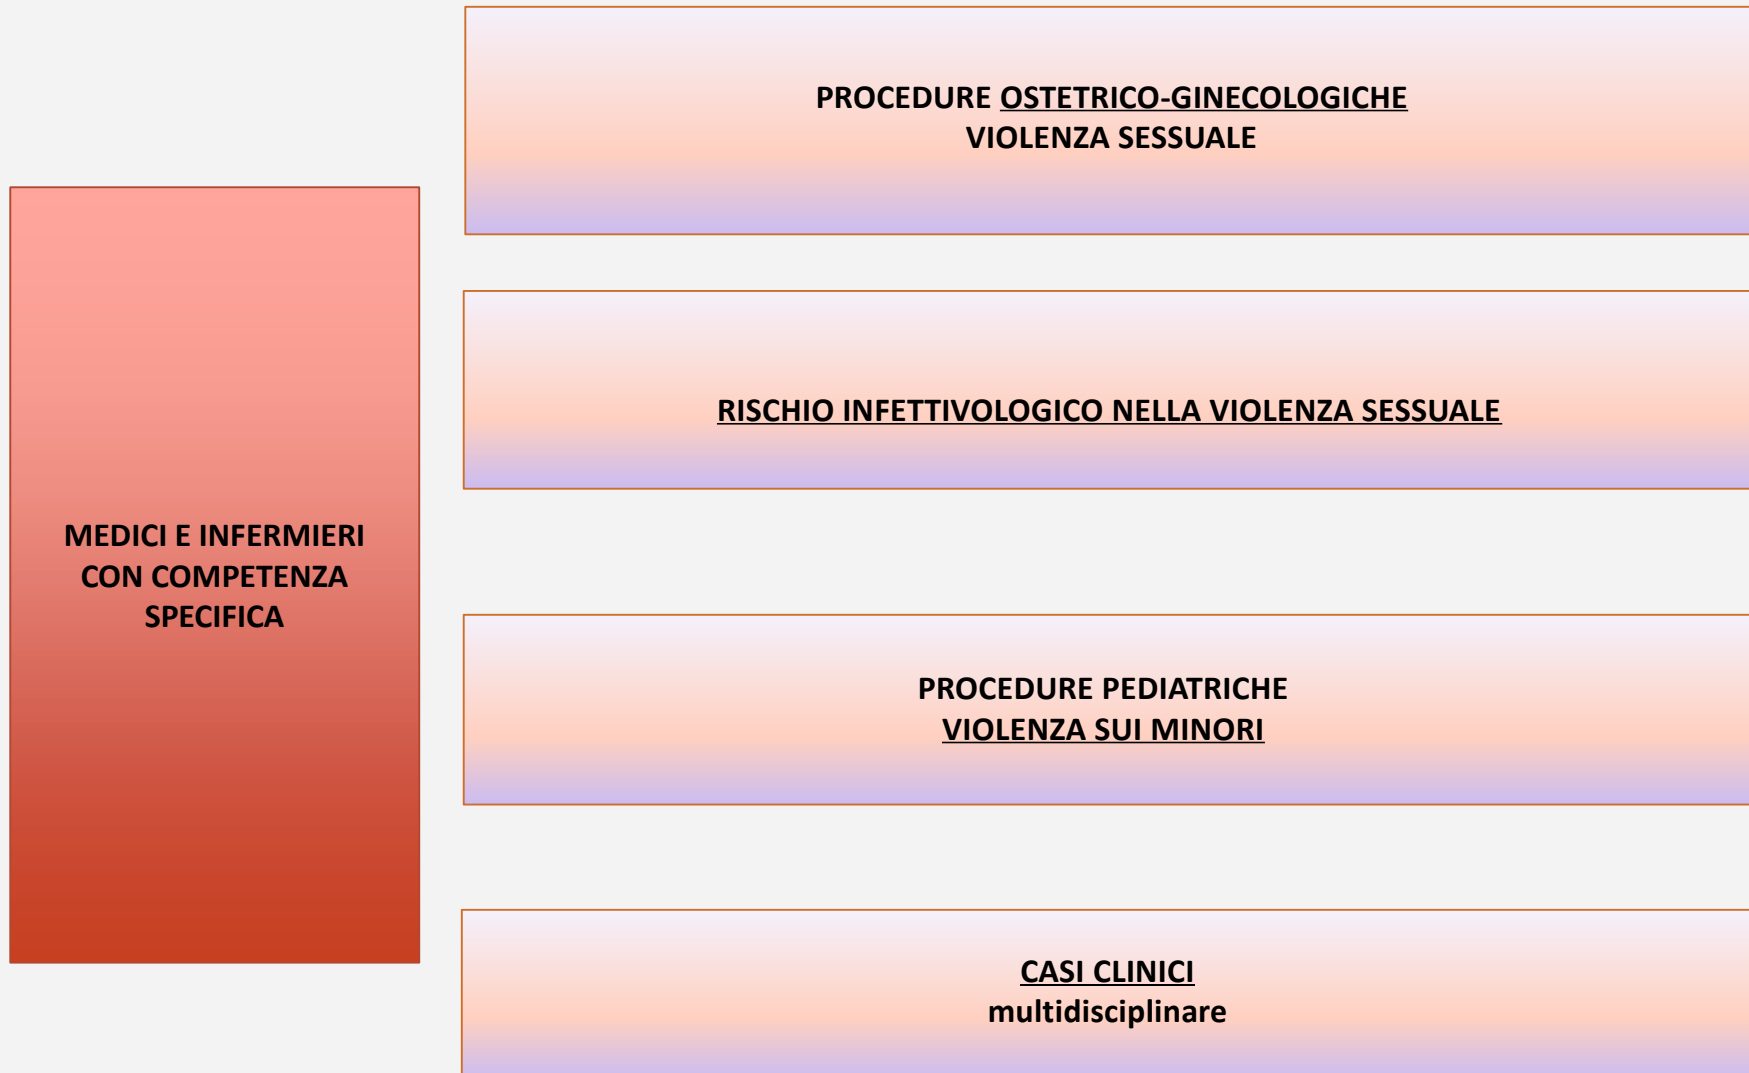 MEDICI E INFERMIERI
CON COMPETENZA
SPECIFICA
PROCEDURE OSTETRICO-GINECOLOGICHE
VIOLENZA SESSUALE
RISCHIO INFETTIVOLOGICO NELLA VIOLENZA SESSUALE
PROCEDURE PEDIATRICHE
VIOLENZA SUI MINORI
CASI CLINICI
multidisciplinare